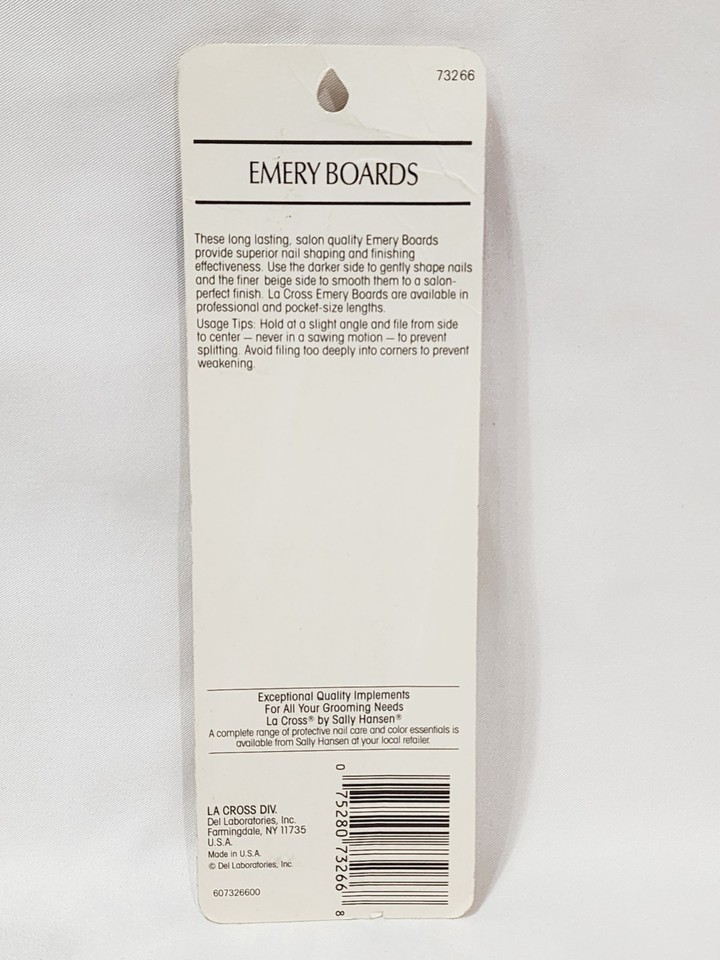 73266
EMERY BOARDS
These long lasting, salon quality Emery Boards
provide superior nail shaping and finishing
effectiveness. Use the darker side to gently shape nails
and the finer beige side to smooth them to a salon-
perfect finish. La Cross Emery Boards are available in
professional and pocket-size lengths.
Usage Tips: Hold at a slight angle and file from side
to center — never in a sawing motion — to prevent
splitting. Avoid filing too deeply into corners to prevent
weakening.
Exceptional Quality Implements
For All Your Grooming Needs
La Cross® by Sally Hansen®
A complete range of protective nail care and color essentials is
available from Sally Hansen at your local retailer.
LA CROSS DIV.
Del Laboratories, Inc.
Farmingdale, NY 11735
U.S.A.
Made in U.S.A.
© Del Laboratories, Inc.
607326600
0 75280 73266 8